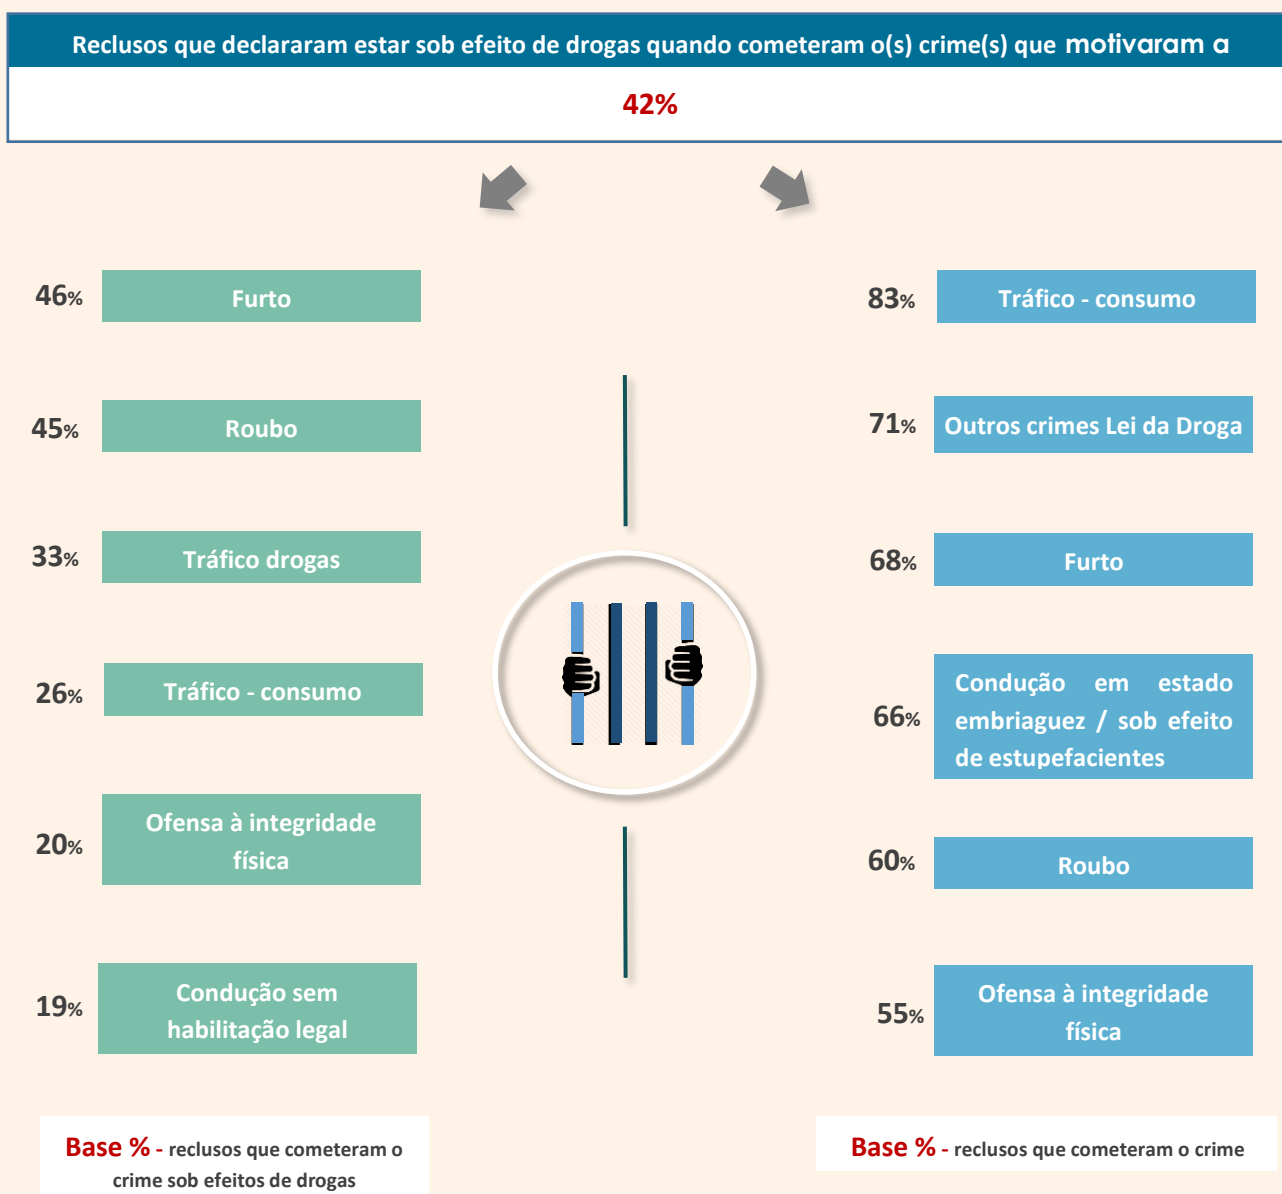 Reclusos que declararam estar sob efeito de drogas quando cometeram o(s) crime(s) que motivaram a
42%
46%
Furto
45%
Roubo
33%
Tráfico drogas
26%
Tráfico - consumo
20%
Ofensa à integridade
física
19%
Condução sem
habilitação legal
Base % - reclusos que cometeram o
crime sob efeitos de drogas
83%
Tráfico - consumo
71%
Outros crimes Lei da Droga
68%
Furto
66%
Condução em estado
embriaguez / sob efeito
de estupefacientes
60%
Roubo
55%
Ofensa à integridade
física
Base % - reclusos que cometeram o crime